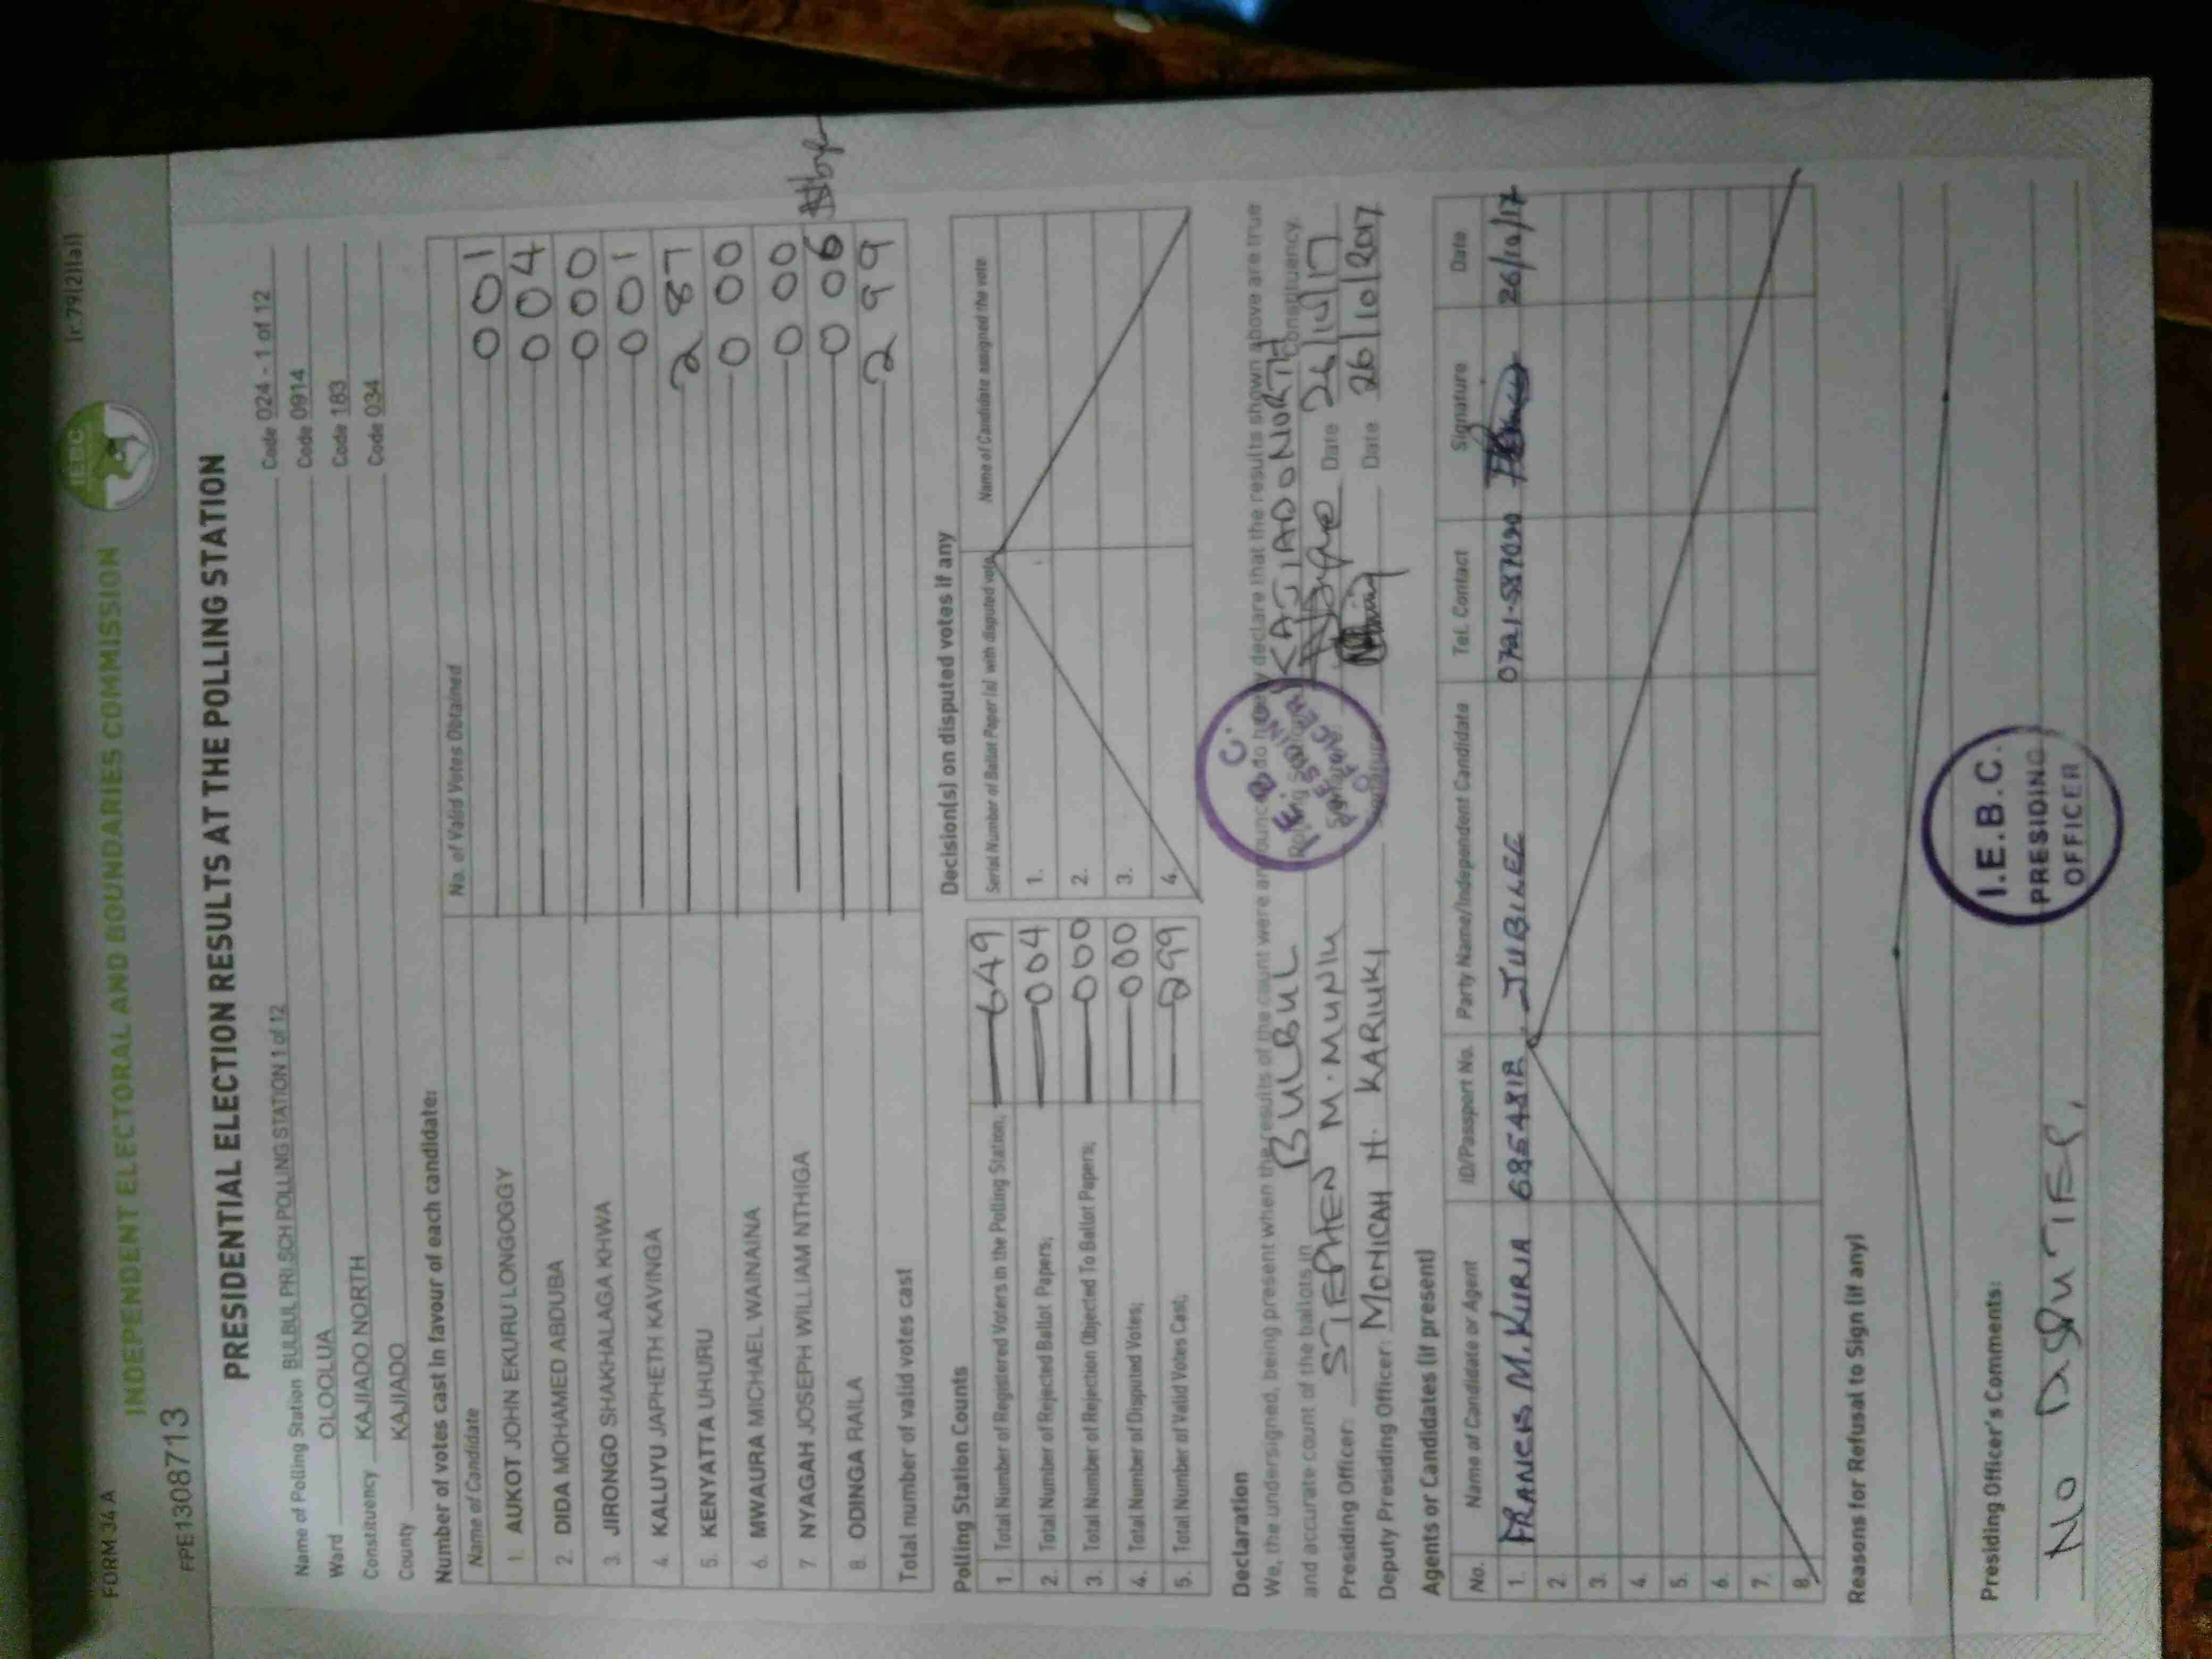 FORM 34 A
INDEPENDENT ELECTORAL AND BOUNDARIES COMMISSION
IEBC
(r. 79(2)(a))
FPE1308713
PRESIDENTIAL ELECTION RESULTS AT THE POLLING STATION
Name of Polling Station BULBUL PRI SCH POLLING STATION 1 of 12 Code 024 - 1 of 12
Ward OLOOLUA Code 0914
Constituency KAJIADO NORTH Code 183
County KAJIADO Code 034
Number of votes cast in favour of each candidate:
Name of Candidate No. of Valid Votes Obtained
1. AUKOT JOHN EKURU LONGOGGY 001
2. DIDA MOHAMED ABDUBA 004
3. JIRONGO SHAKHALAGA KHWA 000
4. KALUYU JAPHETH KAVINGA 001
5. KENYATTA UHURU 287
6. MWAURA MICHAEL WAINAINA 000
7. NYAGAH JOSEPH WILLIAM NTHIGA 000
8. ODINGA RAILA 006
Total number of valid votes cast 299
Polling Station Counts
1. Total Number of Registered Voters in the Polling Station; 649
2. Total Number of Rejected Ballot Papers; 004
3. Total Number of Rejection Objected To Ballot Papers; 000
4. Total Number of Disputed Votes; 000
5. Total Number of Valid Votes Cast; 299
Decision(s) on disputed votes if any
Serial Number of Ballot Paper (s) with disputed vote Name of Candidate assigned the vote
1.
2.
3.
4.
Declaration
We, the undersigned, being present when the results of the count were announced do hereby declare that the results shown above are true
and accurate count of the ballots in BULBUL Polling Station KAJIADO NORTH Constituency.
Presiding Officer: STEPHEN M. MUNIU Signature Date 26/10/17
Deputy Presiding Officer: MONICAH H. KARIUKI Signature Date 26/10/2017
I.E.B.C.
PRESIDING
OFFICER
Agents or Candidates (if present)
No. Name of Candidate or Agent ID/Passport No. Party Name/Independent Candidate Tel. Contact Signature Date
1. FRANCIS M. KURIA JUBILEE 26/10/17
2.
3.
4.
5.
6.
7.
8.
Reasons for Refusal to Sign (if any)
Presiding Officer's Comments:
NO DISPUTES.
I.E.B.C.
PRESIDING
OFFICER